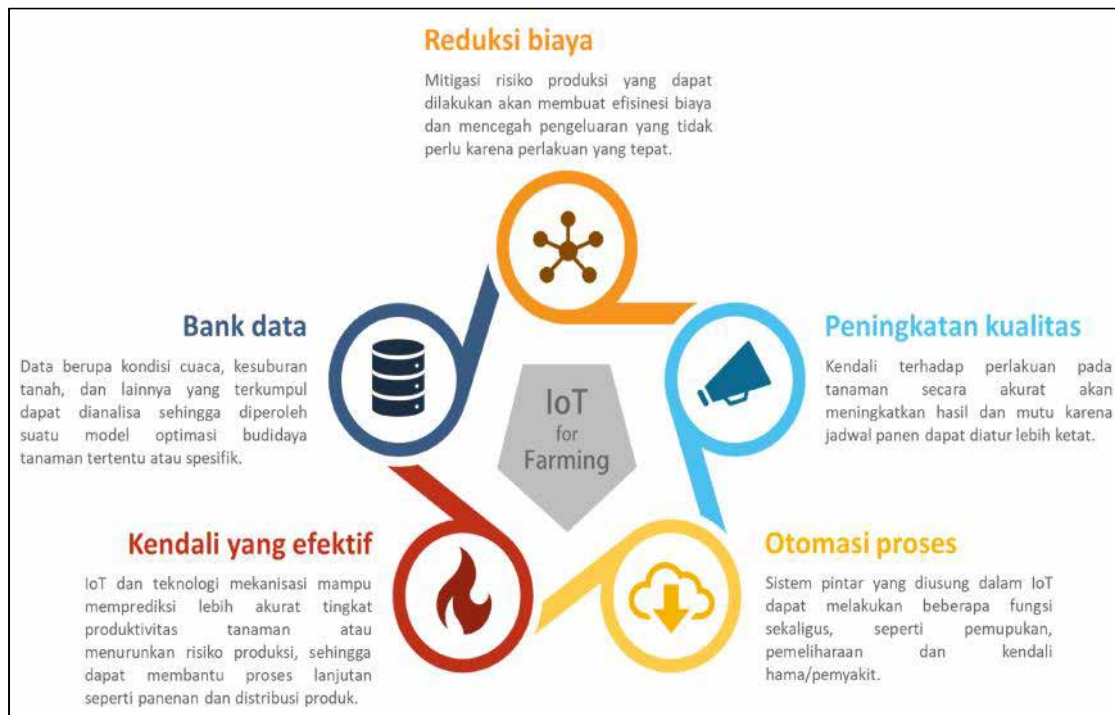 Reduksi biaya
Mitigasi risiko produksi yang dapat
dilakukan akan membuat efisinesi biaya
dan mencegah pengeluaran yang tidak
perlu karena perlakuan yang tepat.
Bank data
Data berupa kondisi cuaca, kesuburan
tanah, dan lainnya yang terkumpul
dapat dianalisa sehingga diperoleh
suatu model optimasi budidaya
tanaman tertentu atau spesifik.
Peningkatan kualitas
Kendali terhadap perlakuan pada
tanaman secara akurat akan
meningkatkan hasil dan mutu karena
jadwal panen dapat diatur lebih ketat.
IoT
for
Farming
Kendali yang efektif
IoT dan teknologi mekanisasi mampu
memprediksi lebih akurat tingkat
produktivitas tanaman atau
menurunkan risiko produksi, sehingga
dapat membantu proses lanjutan
seperti panenan dan distribusi produk.
Otomasi proses
Sistem pintar yang diusung dalam IoT
dapat melakukan beberapa fungsi
sekaligus, seperti pemupukan,
pemeliharaan dan kendali
hama/pemyakit.